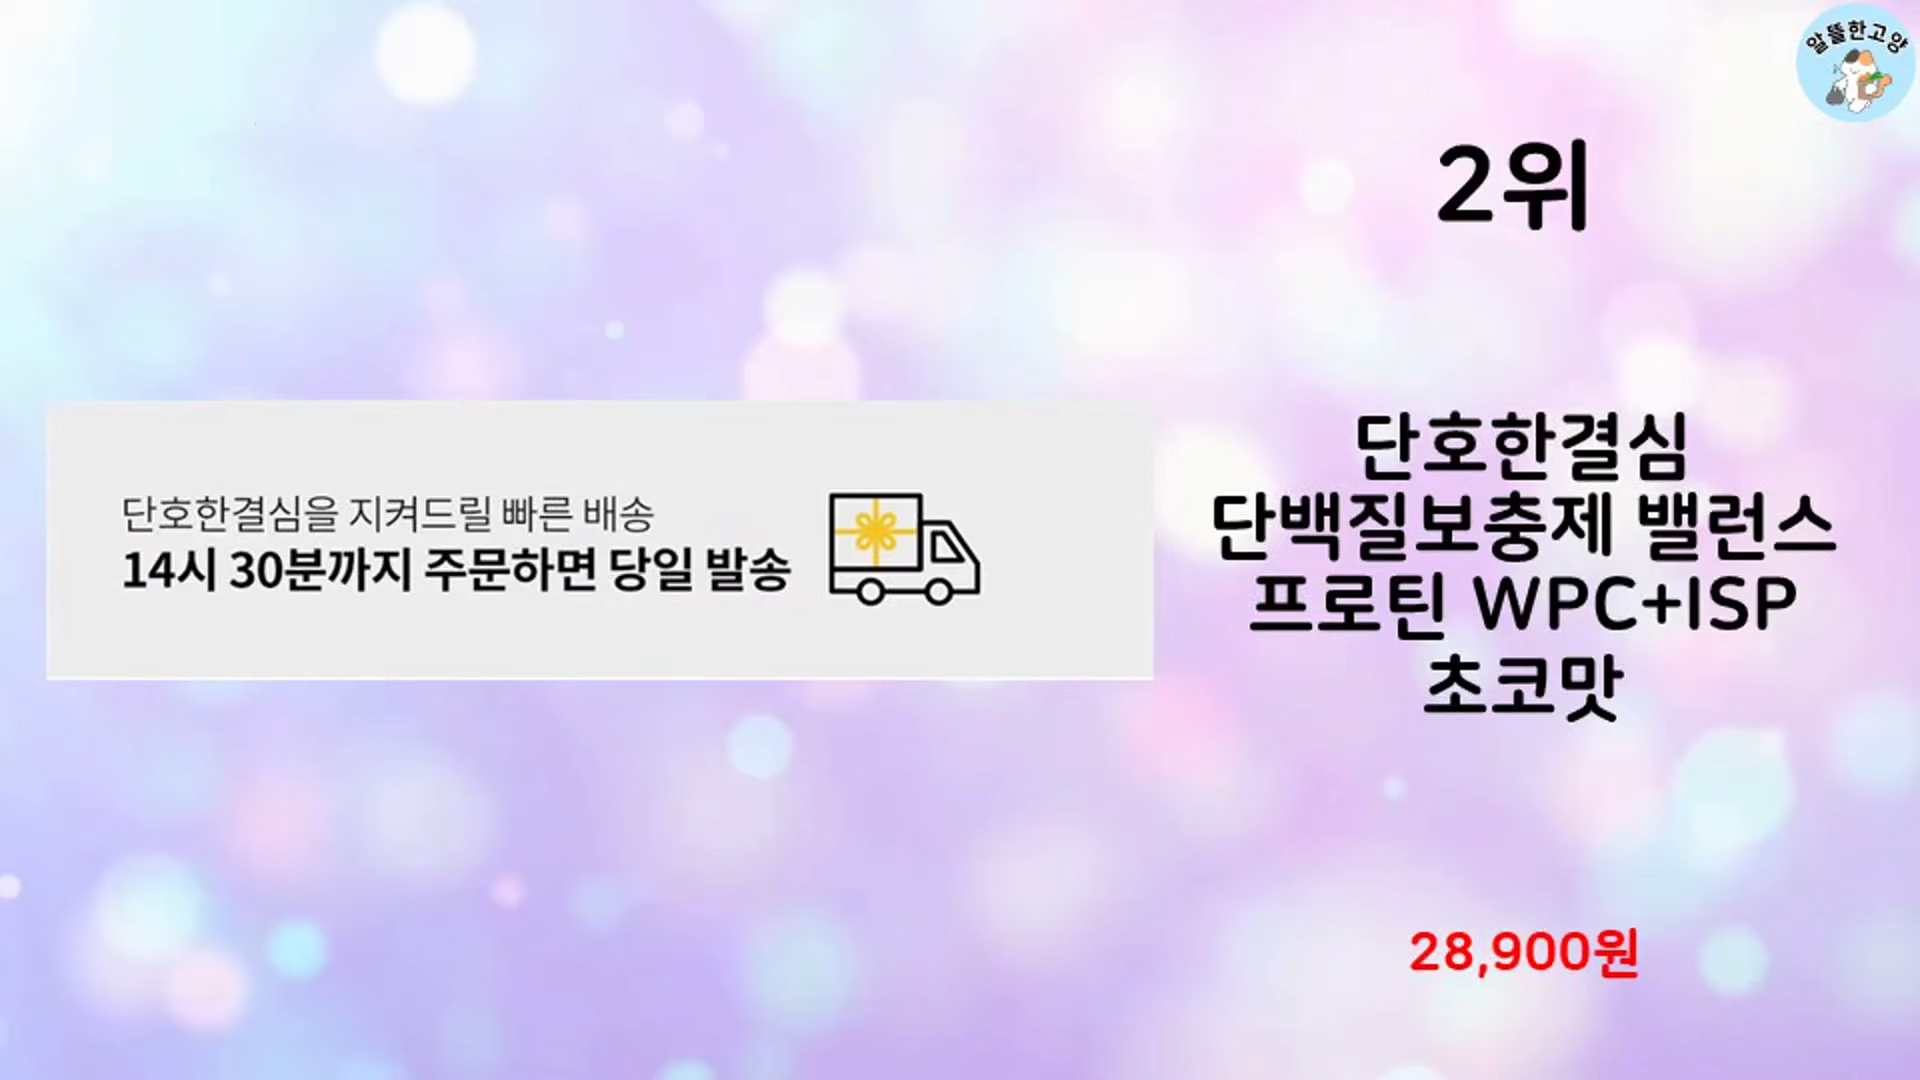 알뜰한고양
2위
단호한결심을 지켜드릴 빠른 배송
14시 30분까지 주문하면 당일 발송
단호한결심
단백질보충제 밸런스
프로틴 WPC+ISP
초코맛
28,900원